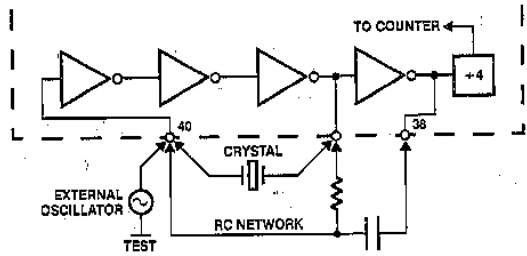 TO COUNTER
÷4
40
38
CRYSTAL
EXTERNAL
OSCILLATOR
RC NETWORK
TEST